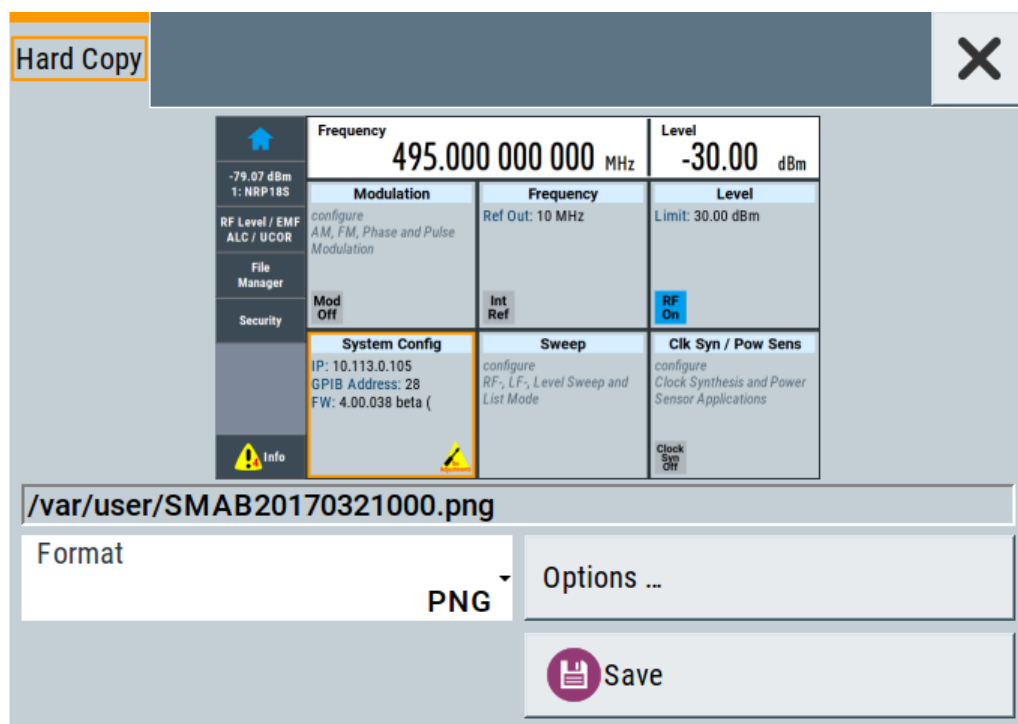 Hard Copy
-79.07 dBm
1: NRP18S
RF Level / EMF
ALC / UCOR
File
Manager
Security
Info
Frequency
495.000 000 000 MHz
Level
-30.00 dBm
Modulation
configure
AM, FM, Phase and Pulse
Modulation
Mod
Off
Frequency
Ref Out: 10 MHz
Int
Ref
Level
Limit: 30.00 dBm
RF
On
System Config
IP: 10.113.0.105
GPIB Address: 28
FW: 4.00.038 beta (
Sweep
configure
RF-, LF-, Level Sweep and
List Mode
Clk Syn / Pow Sens
configure
Clock Synthesis and Power
Sensor Applications
Clock
Syn
Off
/var/user/SMAB20170321000.png
Format
PNG
Options ...
Save